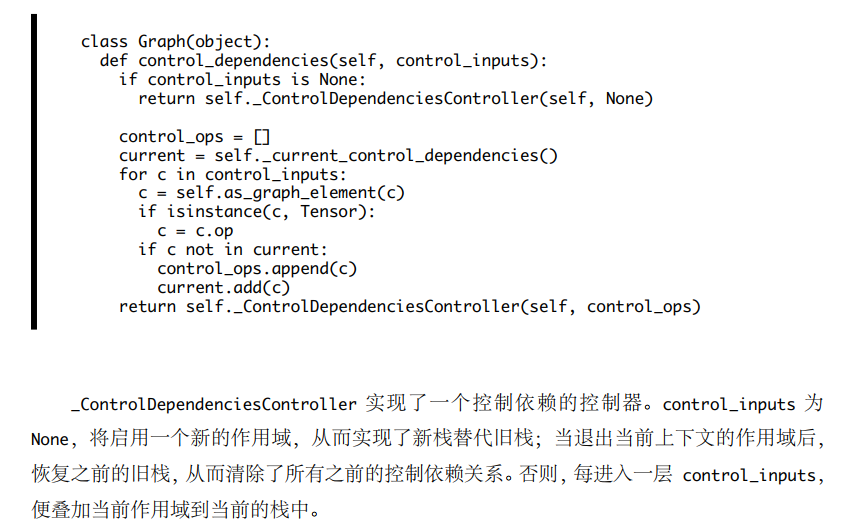 class Graph(object):
  def control_dependencies(self, control_inputs):
    if control_inputs is None:
      return self._ControlDependenciesController(self, None)

    control_ops = []
    current = self._current_control_dependencies()
    for c in control_inputs:
      c = self.as_graph_element(c)
      if isinstance(c, Tensor):
        c = c.op
      if c not in current:
        control_ops.append(c)
        current.add(c)
    return self._ControlDependenciesController(self, control_ops)

_ControlDependenciesController 实现了一个控制依赖的控制器。control_inputs 为
None，将启用一个新的作用域，从而实现了新栈替代旧栈；当退出当前上下文的作用域后，
恢复之前的旧栈，从而清除了所有之前的控制依赖关系。否则，每进入一层 control_inputs，
便叠加当前作用域到当前的栈中。